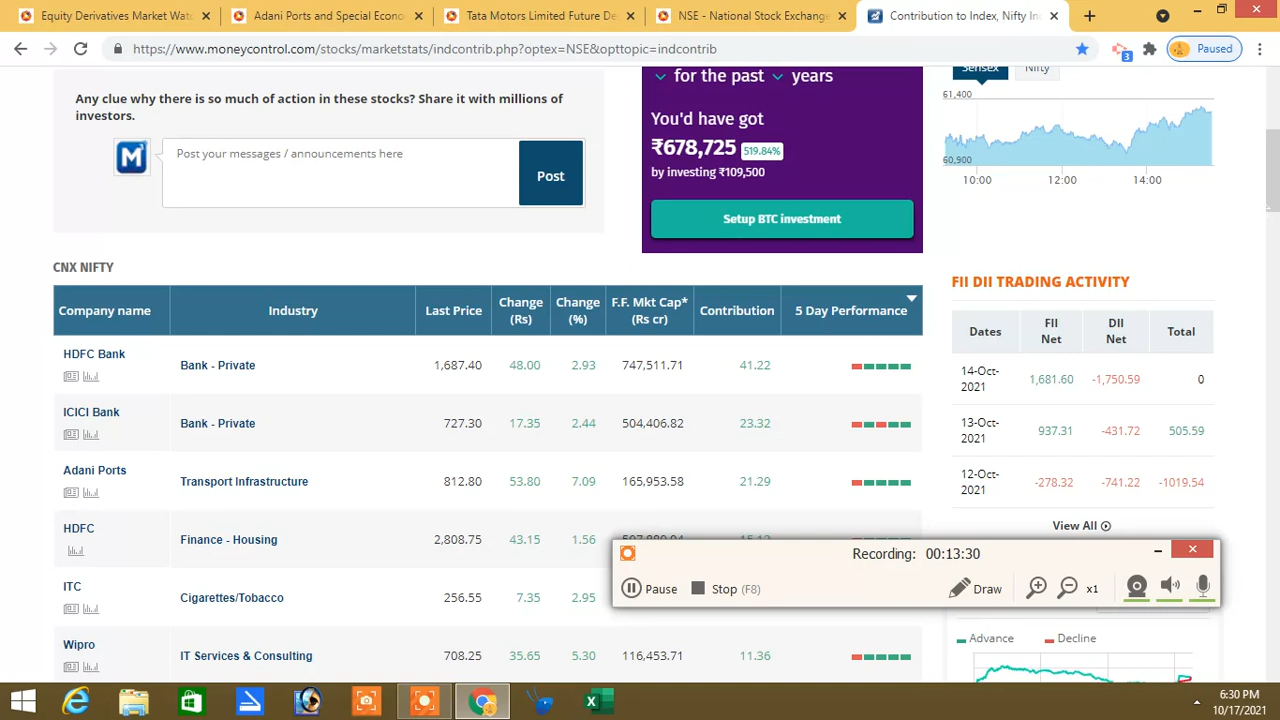 Equity Derivatives Market Wat
Adani Ports and Special Econo
Tata Motors Limited Future De
NSE - National Stock Exchange
Contribution to Index, Nifty In
https://www.moneycontrol.com/stocks/marketstats/indcontrib.php?optex=NSE&opttopic=indcontrib
3
Paused
Any clue why there is so much of action in these stocks? Share it with millions of
investors.
Post your messages / announcements here
Post
for the past years
You'd have got
₹678,725 519.84%
by investing ₹109,500
Setup BTC investment
Sensex Nifty
61,400
60,900
10:00 12:00 14:00
CNX NIFTY
Company name Industry Last Price Change (Rs) Change (%) F.F. Mkt Cap* (Rs cr) Contribution 5 Day Performance
HDFC Bank Bank - Private 1,687.40 48.00 2.93 747,511.71 41.22
ICICI Bank Bank - Private 727.30 17.35 2.44 504,406.82 23.32
Adani Ports Transport Infrastructure 812.80 53.80 7.09 165,953.58 21.29
HDFC Finance - Housing 2,808.75 43.15 1.56
ITC Cigarettes/Tobacco 256.55 7.35 2.95
Wipro IT Services & Consulting 708.25 35.65 5.30 116,453.71 11.36
FII DII TRADING ACTIVITY
Dates FII Net DII Net Total
14-Oct-2021 1,681.60 -1,750.59 0
13-Oct-2021 937.31 -431.72 505.59
12-Oct-2021 -278.32 -741.22 -1019.54
View All
Recording: 00:13:30
Pause Stop (F8) Draw x1
Advance Decline
6:30 PM
10/17/2021